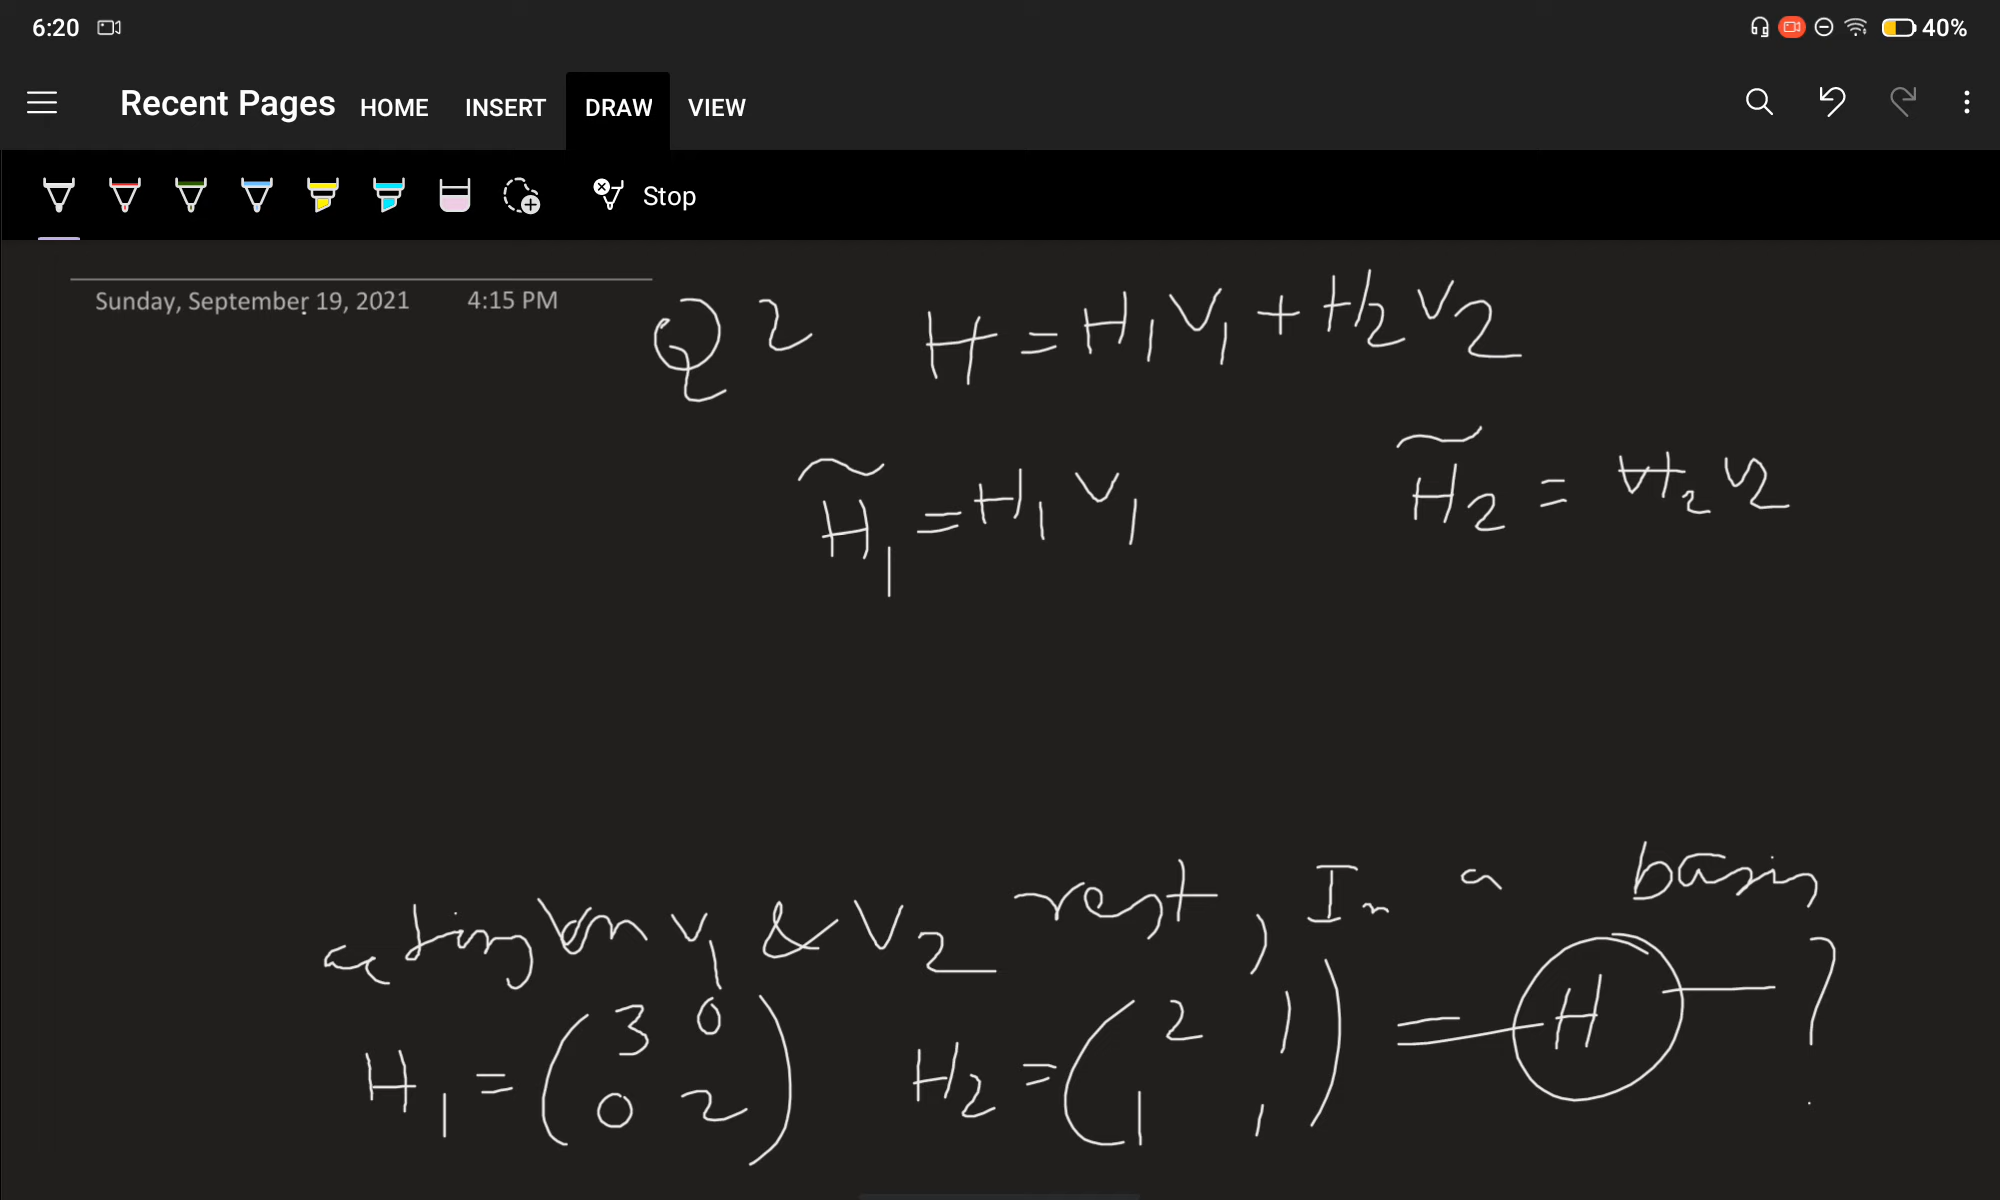 6:20 40%
Recent Pages HOME INSERT DRAW VIEW
Stop
Sunday, September 19, 2021 4:15 PM
Q2 H = H₁V₁ + H₂V₂
H̃₁ = H₁V₁ H̃₂ = H₂V₂
acting on V₁ & V₂ rest, In a basis
H₁ = (3 0 0 2) H₂ = (2 1 1 1) = H — ?